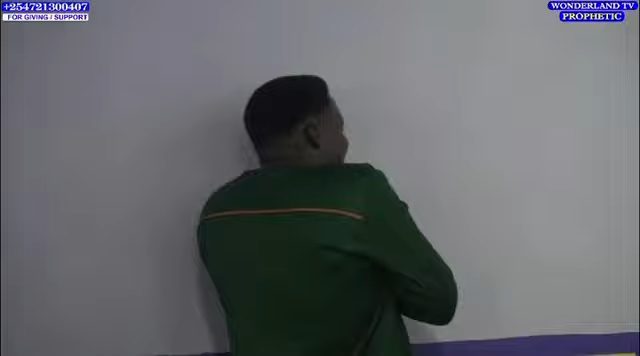 +254721300407
FOR GIVING / SUPPORT
WONDERLAND TV
PROPHETIC